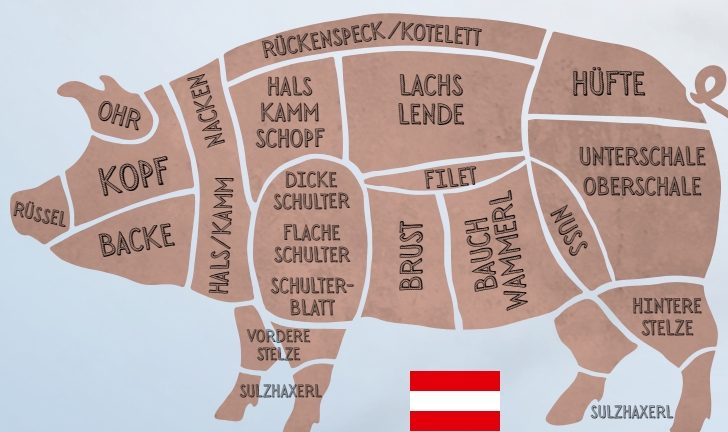 RÜCKENSPECK/KOTELETT
OHR
NACKEN
HALS
KAMM
SCHOPF
LACHS
LENDE
HÜFTE
KOPF
RÜSSEL
BACKE
HALS/KAMM
DICKE
SCHULTER
FLACHE
SCHULTER
SCHULTER-
BLATT
FILET
BRUST
BAUCH
WAMMERL
NUSS
UNTERSCHALE
OBERSCHALE
VORDERE
STELZE
SULZHAXERL
HINTERE
STELZE
SULZHAXERL